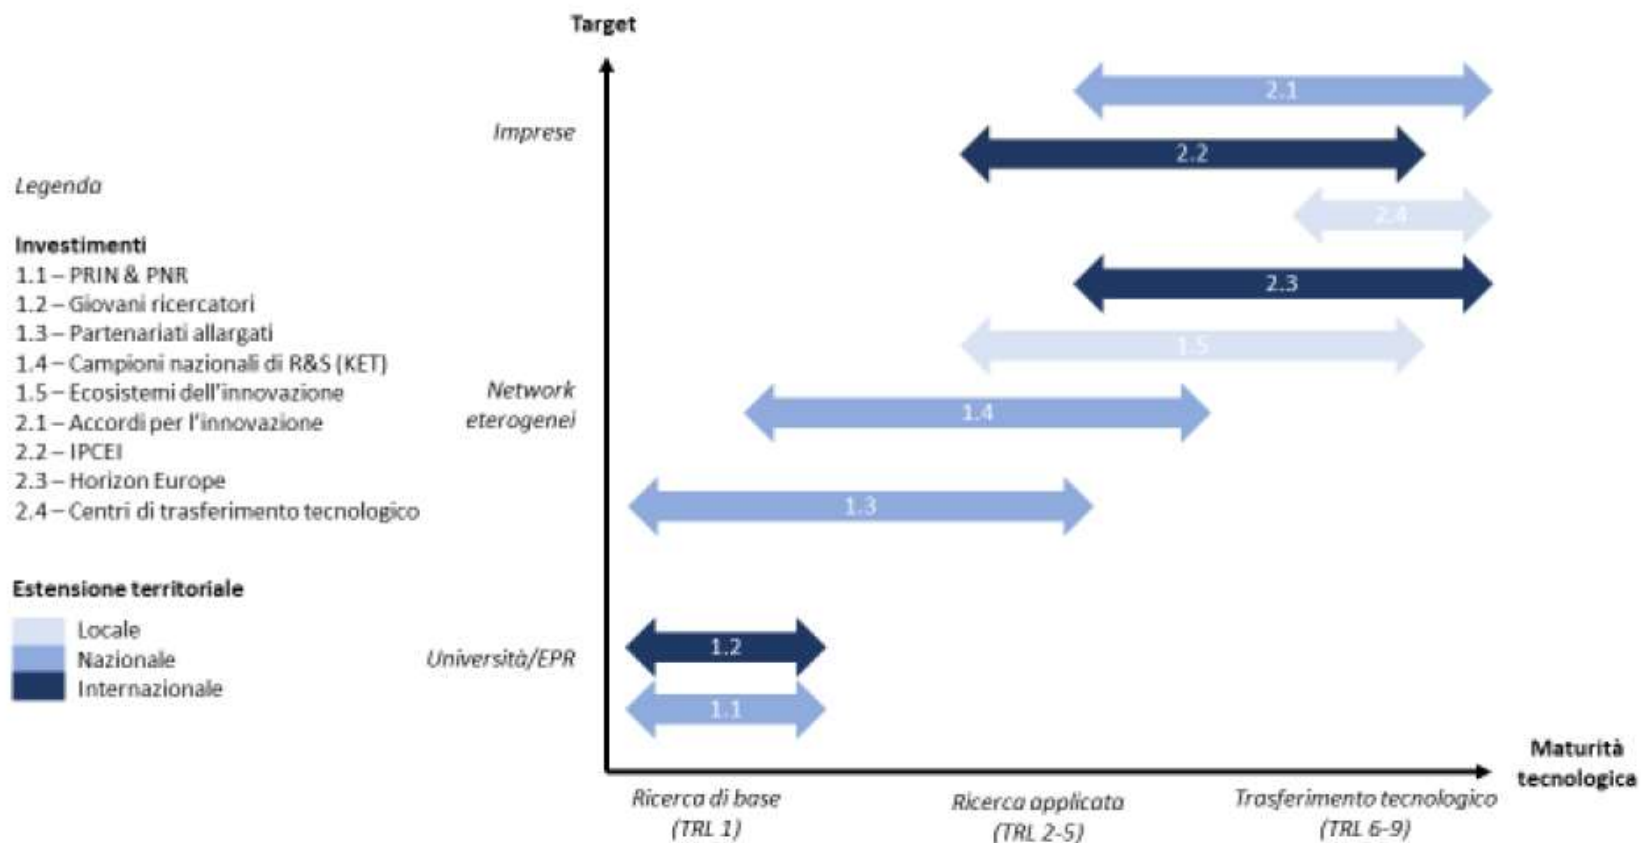 Target
2.1
Imprese
2.2
Legenda
2.4
Investimenti
1.1 – PRIN & PNR
1.2 – Giovani ricercatori
1.3 – Partenariati allargati
1.4 – Campioni nazionali di R&S (KET)
1.5 – Ecosistemi dell'innovazione
2.1 – Accordi per l'innovazione
2.2 – IPCEI
2.3 – Horizon Europe
2.4 – Centri di trasferimento tecnologico
2.3
1.5
Network
eterogenei
1.4
1.3
Estensione territoriale
Locale
Nazionale
Internazionale
Università/EPR
1.2
1.1
Maturità
tecnologica
Ricerca di base
(TRL 1)
Ricerca applicata
(TRL 2-5)
Trasferimento tecnologico
(TRL 6-9)